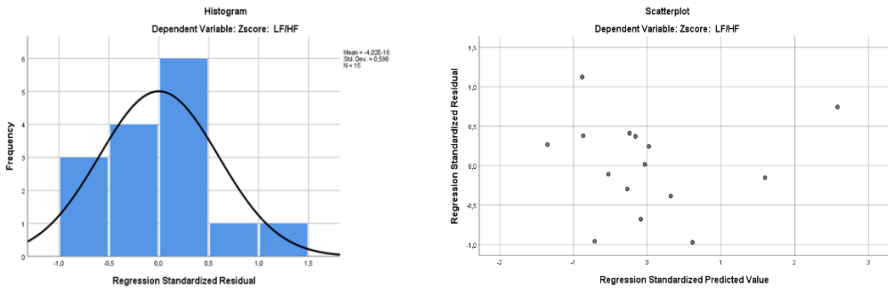 Histogram
Dependent Variable: Zscore: LF/HF
Mean = -4,02E-16
Std. Dev. = 0,598
N = 15
Frequency
6
5
4
3
2
1
0
-1,0
-0,5
0,0
0,5
1,0
1,5
Regression Standardized Residual
Scatterplot
Dependent Variable: Zscore: LF/HF
Regression Standardized Residual
1,5
1,0
0,5
0,0
-0,5
-1,0
-2
-1
0
1
2
3
Regression Standardized Predicted Value